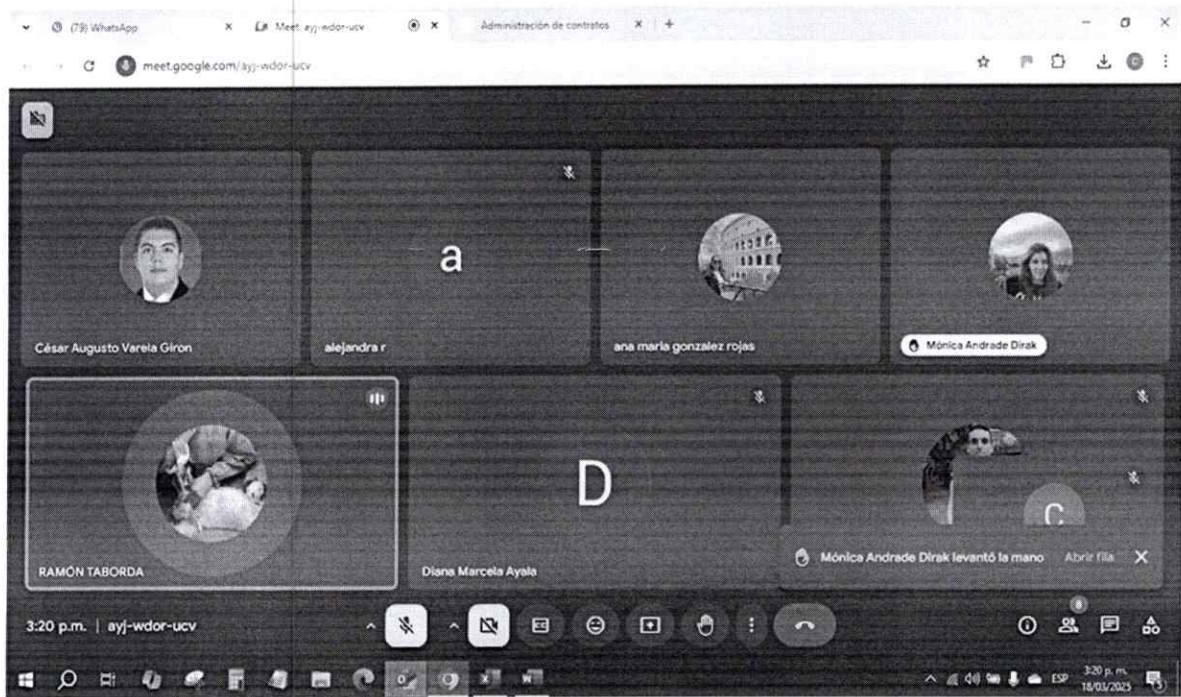 (79) WhatsApp
Meet: ayj-wdor-ucv
Administración de contratos
meet.google.com/ayj-wdor-ucv
C
a
César Augusto Varela Giron
alejandra r
ana maria gonzalez rojas
Mónica Andrade Dirak
D
C
RAMÓN TABORDA
Diana Marcela Ayala
Mónica Andrade Dirak levantó la mano
Abrir fila
3:20 p.m. | ayj-wdor-ucv
8
ESP
3:20 p. m.
18/03/2025